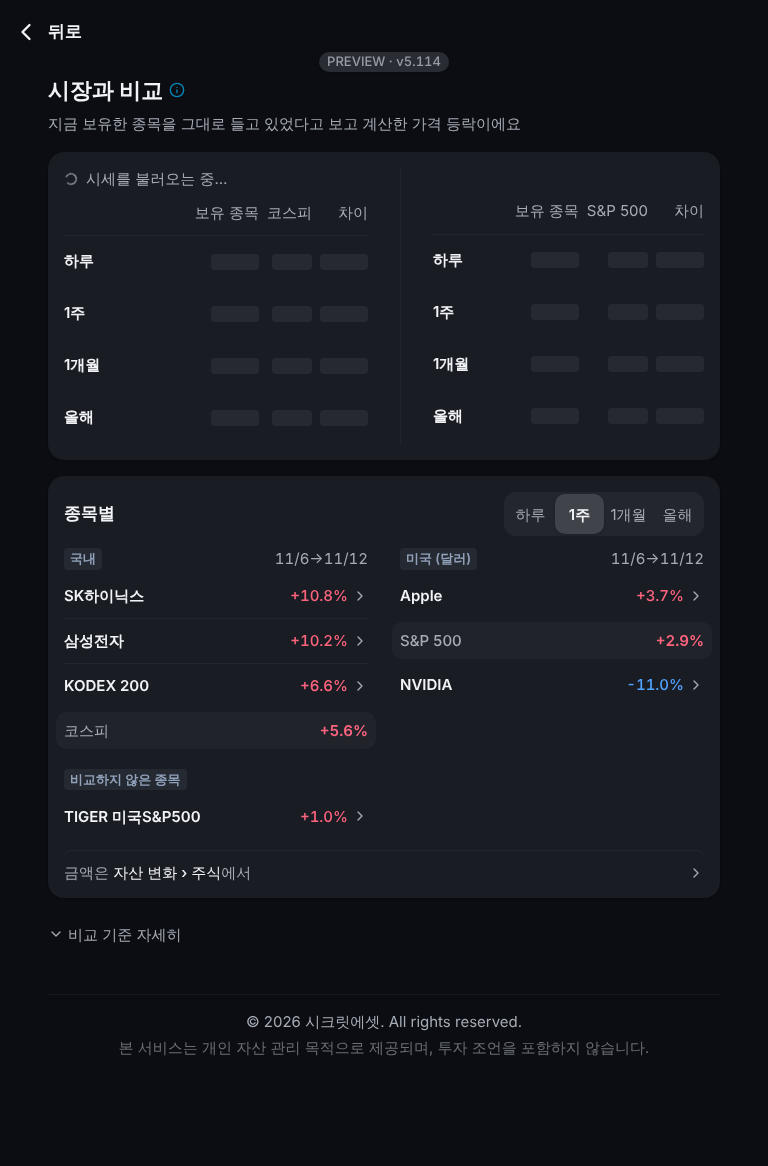 뒤로
PREVIEW · v5.114
시장과 비교
지금 보유한 종목을 그대로 들고 있었다고 보고 계산한 가격 등락이에요
시세를 불러오는 중…
보유 종목 코스피 차이
하루
1주
1개월
올해
보유 종목 S&P 500 차이
하루
1주
1개월
올해
종목별
하루 1주 1개월 올해
국내 11/6→11/12
SK하이닉스 +10.8%
삼성전자 +10.2%
KODEX 200 +6.6%
코스피 +5.6%
비교하지 않은 종목
TIGER 미국S&P500 +1.0%
미국 (달러) 11/6→11/12
Apple +3.7%
S&P 500 +2.9%
NVIDIA -11.0%
금액은 자산 변화 › 주식에서
비교 기준 자세히
© 2026 시크릿에셋. All rights reserved.
본 서비스는 개인 자산 관리 목적으로 제공되며, 투자 조언을 포함하지 않습니다.